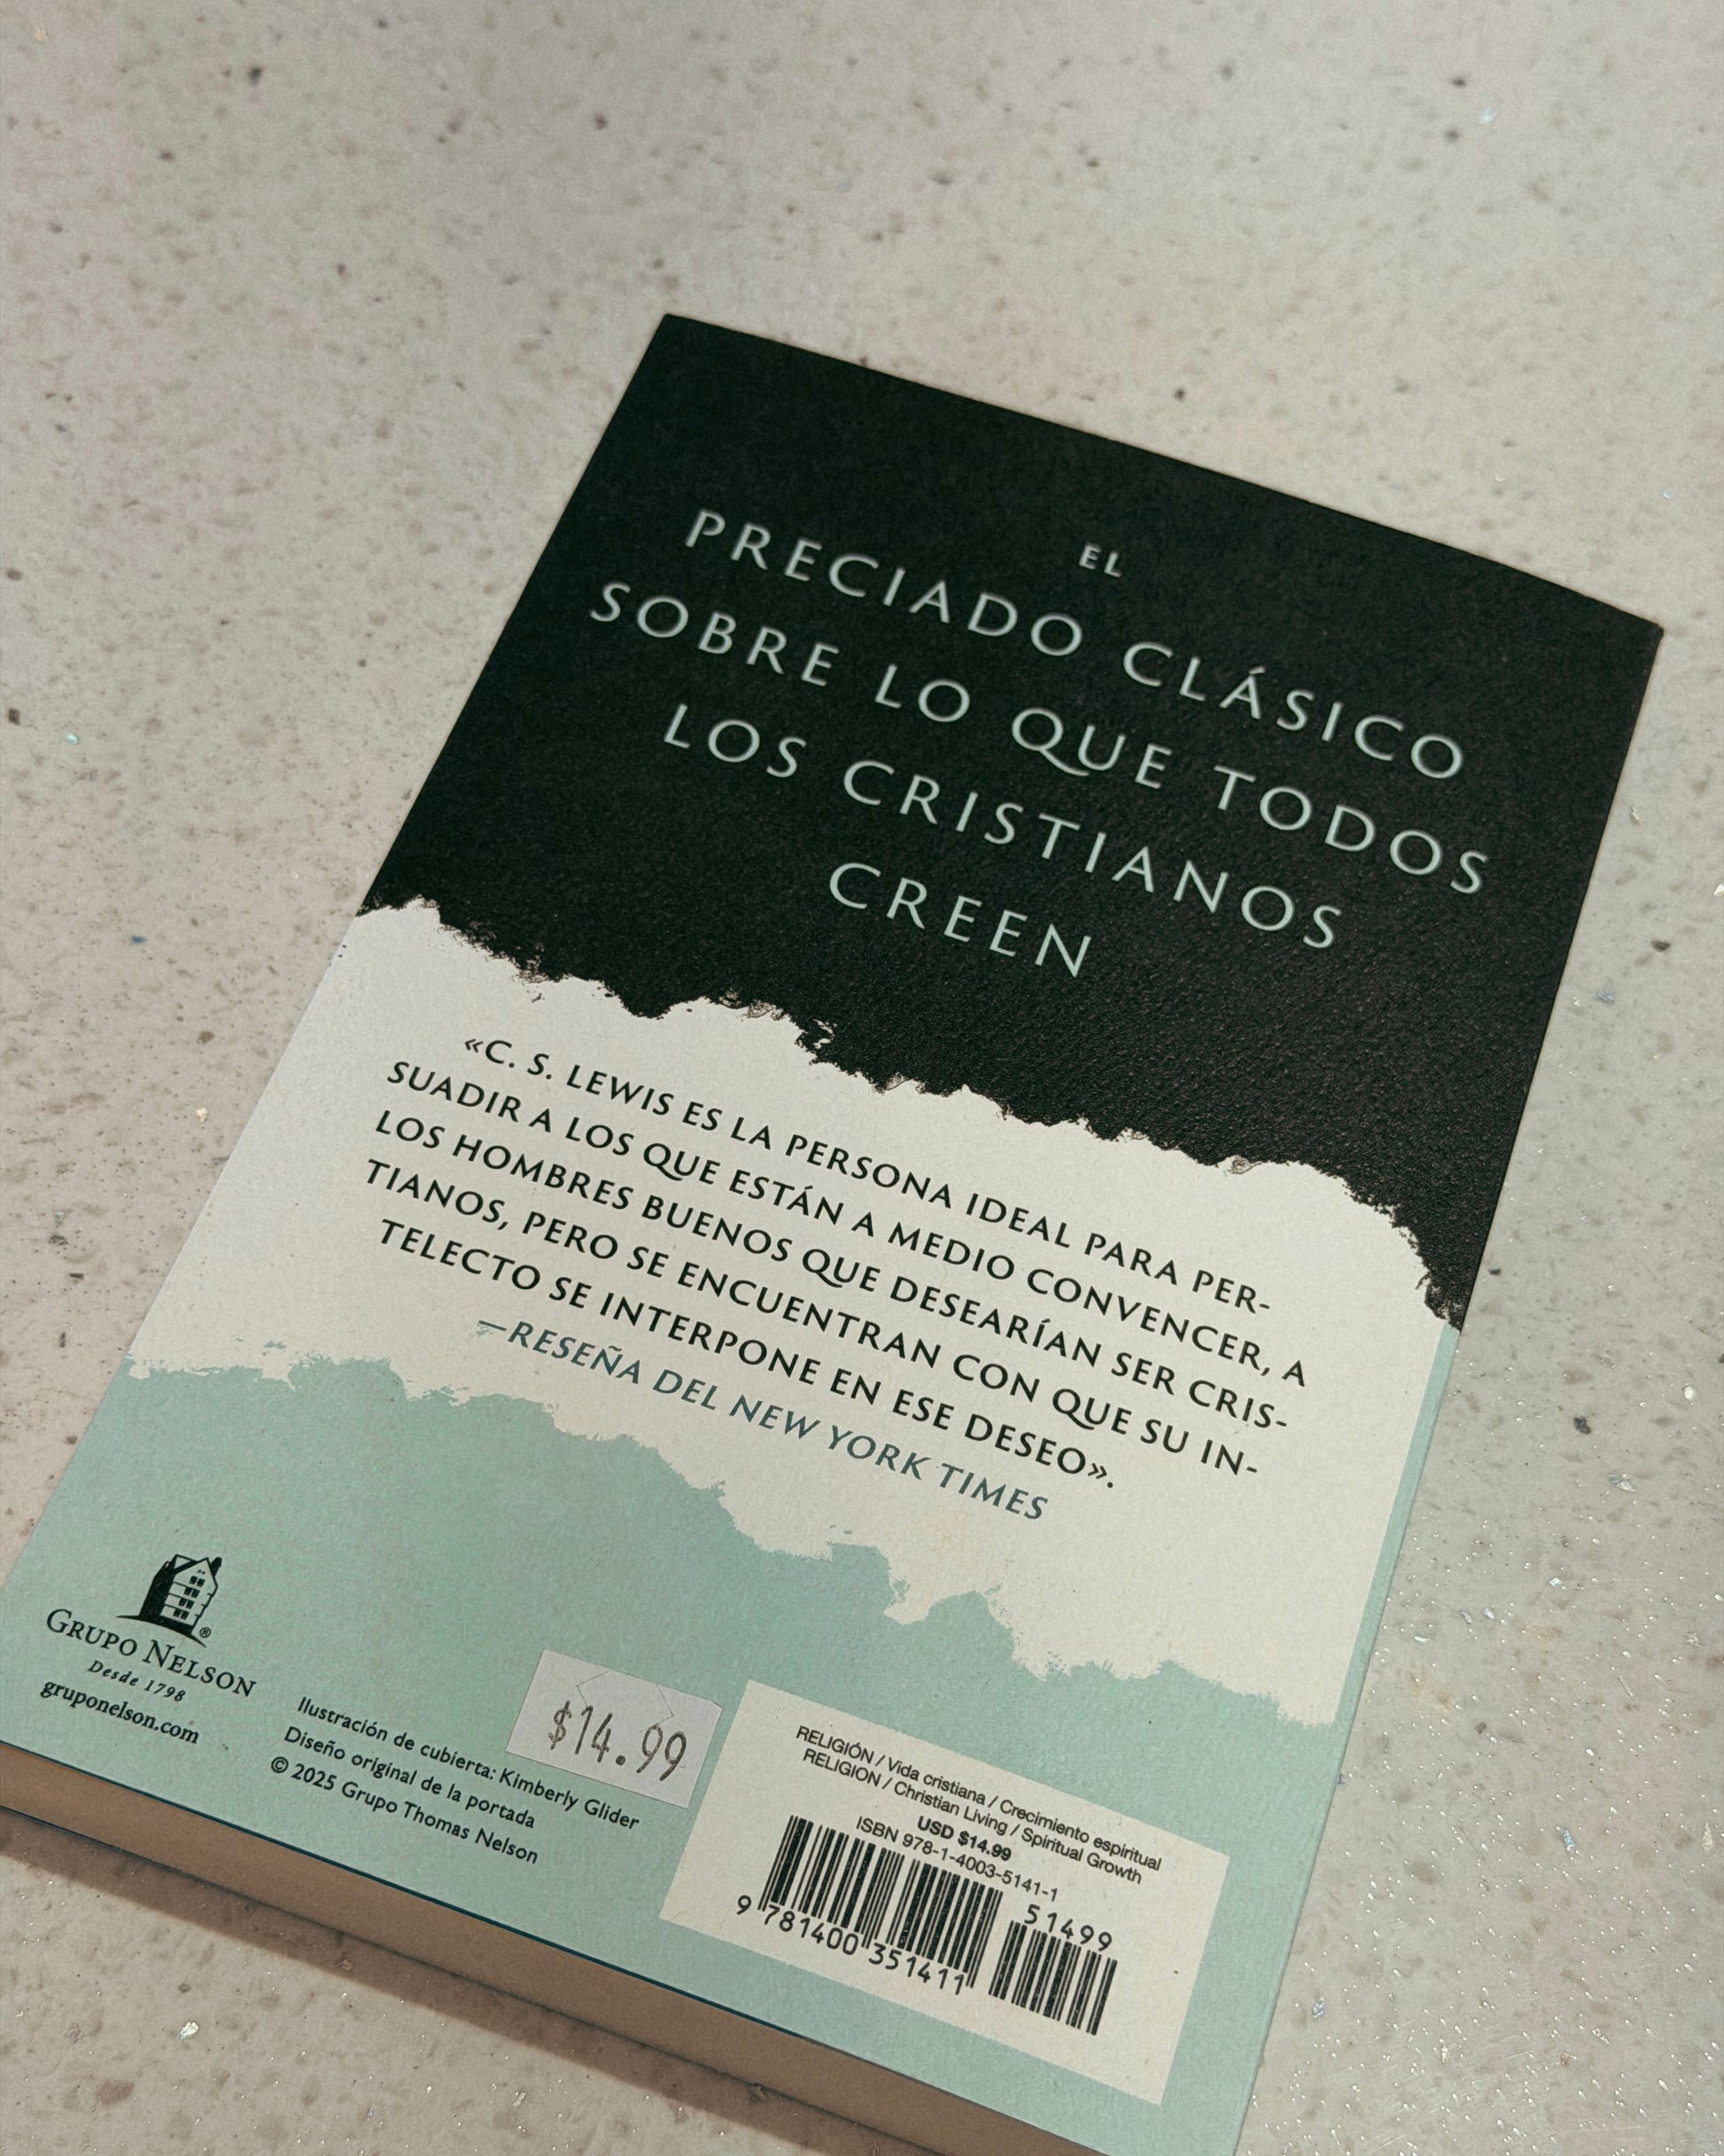 EL
PRECIADO CLÁSICO
SOBRE LO QUE TODOS
LOS CRISTIANOS
CREEN
«C. S. LEWIS ES LA PERSONA IDEAL PARA PER-
SUADIR A LOS QUE ESTÁN A MEDIO CONVENCER, A
LOS HOMBRES BUENOS QUE DESEARÍAN SER CRIS-
TIANOS, PERO SE ENCUENTRAN CON QUE SU IN-
TELECTO SE INTERPONE EN ESE DESEO».
—RESEÑA DEL NEW YORK TIMES
GRUPO NELSON®
Desde 1798
gruponelson.com
Ilustración de cubierta: Kimberly Glider
Diseño original de la portada
© 2025 Grupo Thomas Nelson
$14.99
RELIGIÓN / Vida cristiana / Crecimiento espiritual
RELIGION / Christian Living / Spiritual Growth
USD $14.99
ISBN 978-1-4003-5141-1
51499
9 781400 351411